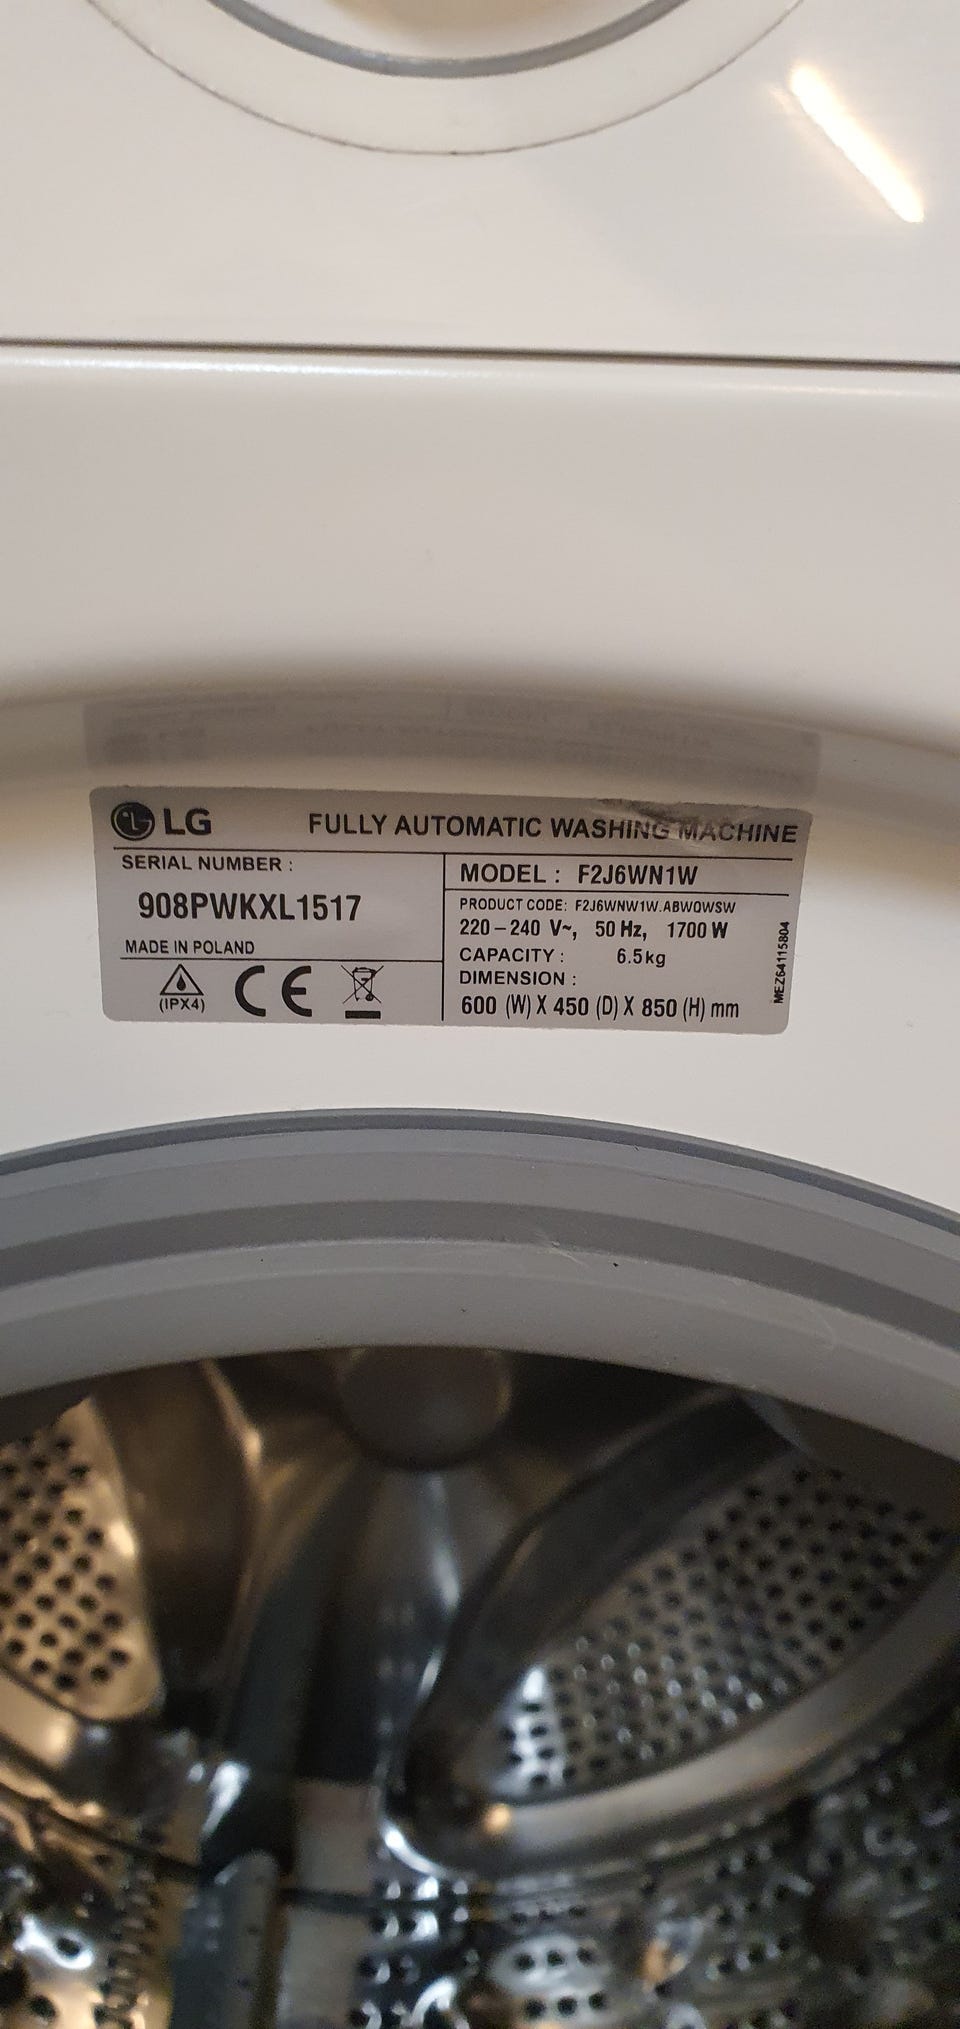 LG FULLY AUTOMATIC WASHING MACHINE
SERIAL NUMBER :
908PWKXL1517
MADE IN POLAND
(IPX4) CE
MODEL : F2J6WN1W
PRODUCT CODE: F2J6WNW1W.ABWQWSW
220-240 V~, 50 Hz, 1700 W
CAPACITY : 6.5kg
DIMENSION :
600 (W) X 450 (D) X 850 (H) mm
MEZ64115804